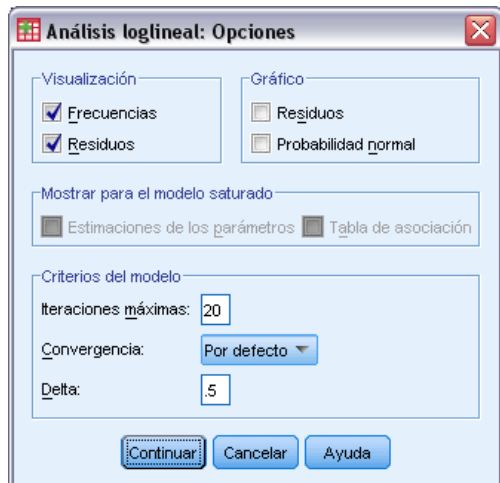 Análisis loglineal: Opciones
Visualización
Frecuencias
Residuos
Gráfico
Residuos
Probabilidad normal
Mostrar para el modelo saturado
Estimaciones de los parámetros
Tabla de asociación
Criterios del modelo
Iteraciones máximas: 20
Convergencia: Por defecto
Delta: .5
Continuar Cancelar Ayuda